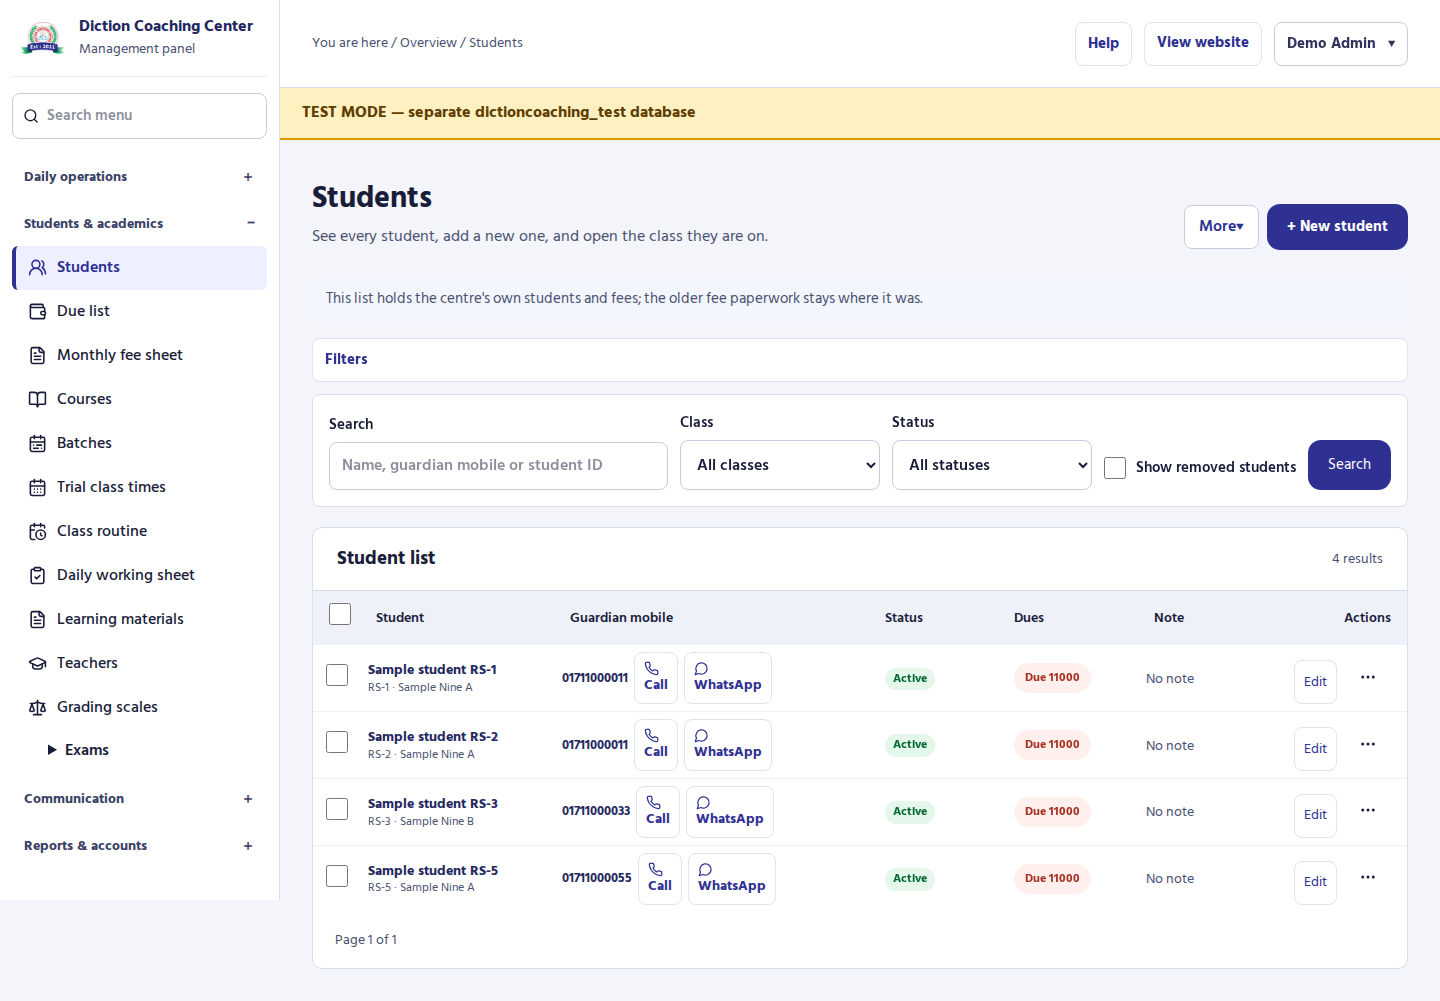 Diction Coaching Center
Management panel
Est : 2011
Search menu
Daily operations +
Students & academics −
Students
Due list
Monthly fee sheet
Courses
Batches
Trial class times
Class routine
Daily working sheet
Learning materials
Teachers
Grading scales
Exams
Communication +
Reports & accounts +
You are here / Overview / Students
Help
View website
Demo Admin
TEST MODE — separate dictioncoaching_test database
Students
See every student, add a new one, and open the class they are on.
More
+ New student
This list holds the centre's own students and fees; the older fee paperwork stays where it was.
Filters
Search
Class
Status
Name, guardian mobile or student ID
All classes
All statuses
Show removed students
Search
Student list
4 results
Student Guardian mobile Status Dues Note Actions
Sample student RS-1
RS-1 · Sample Nine A
01711000011 Call WhatsApp Active Due 11000 No note Edit ...
Sample student RS-2
RS-2 · Sample Nine A
01711000011 Call WhatsApp Active Due 11000 No note Edit ...
Sample student RS-3
RS-3 · Sample Nine B
01711000033 Call WhatsApp Active Due 11000 No note Edit ...
Sample student RS-5
RS-5 · Sample Nine A
01711000055 Call WhatsApp Active Due 11000 No note Edit ...
Page 1 of 1